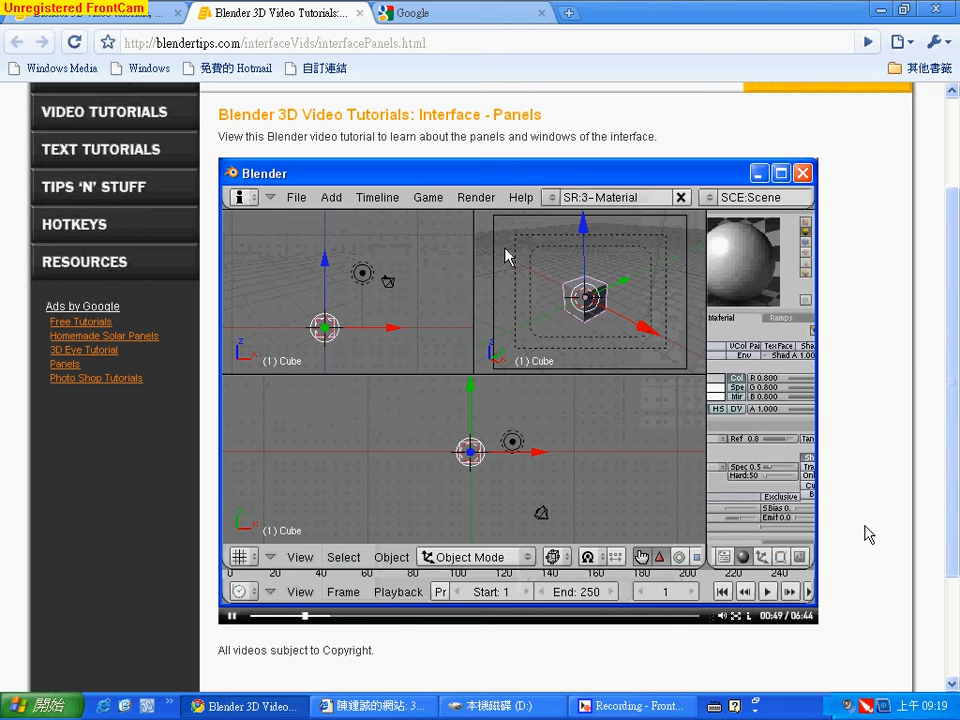 Unregistered FrontCam
Blender 3D Video Tutorials:...
Google
http://blendertips.com/interfaceVids/interfacePanels.html
Windows Media
Windows
免費的 Hotmail
自訂連結
其他書籤
VIDEO TUTORIALS
TEXT TUTORIALS
TIPS 'N' STUFF
HOTKEYS
RESOURCES
Ads by Google
Free Tutorials
Homemade Solar Panels
3D Eye Tutorial
Panels
Photo Shop Tutorials
Blender 3D Video Tutorials: Interface - Panels
View this Blender video tutorial to learn about the panels and windows of the interface.
Blender
File Add Timeline Game Render Help SR:3-Material SCE:Scene
(1) Cube
(1) Cube
(1) Cube
Material Ramps
VCol Pai TexFace Sha
Env Shad A 1.000
Col R 0.800
Spe G 0.800
Mir B 0.800
HS DY A 1.000
Ref 0.8 Tan
Spec 0.5
Hard:50
Exclusive
SBias 0.
Emit 0.0
View Select Object Object Mode
0 20 40 60 80 100 120 140 160 180 200 220 240
View Frame Playback Pr Start: 1 End: 250 1
00:49 / 06:44
All videos subject to Copyright.
開始
Blender 3D Video...
陳鍾誠的網站: 3...
本機磁碟 (D:)
Recording - Front...
上午 09:19